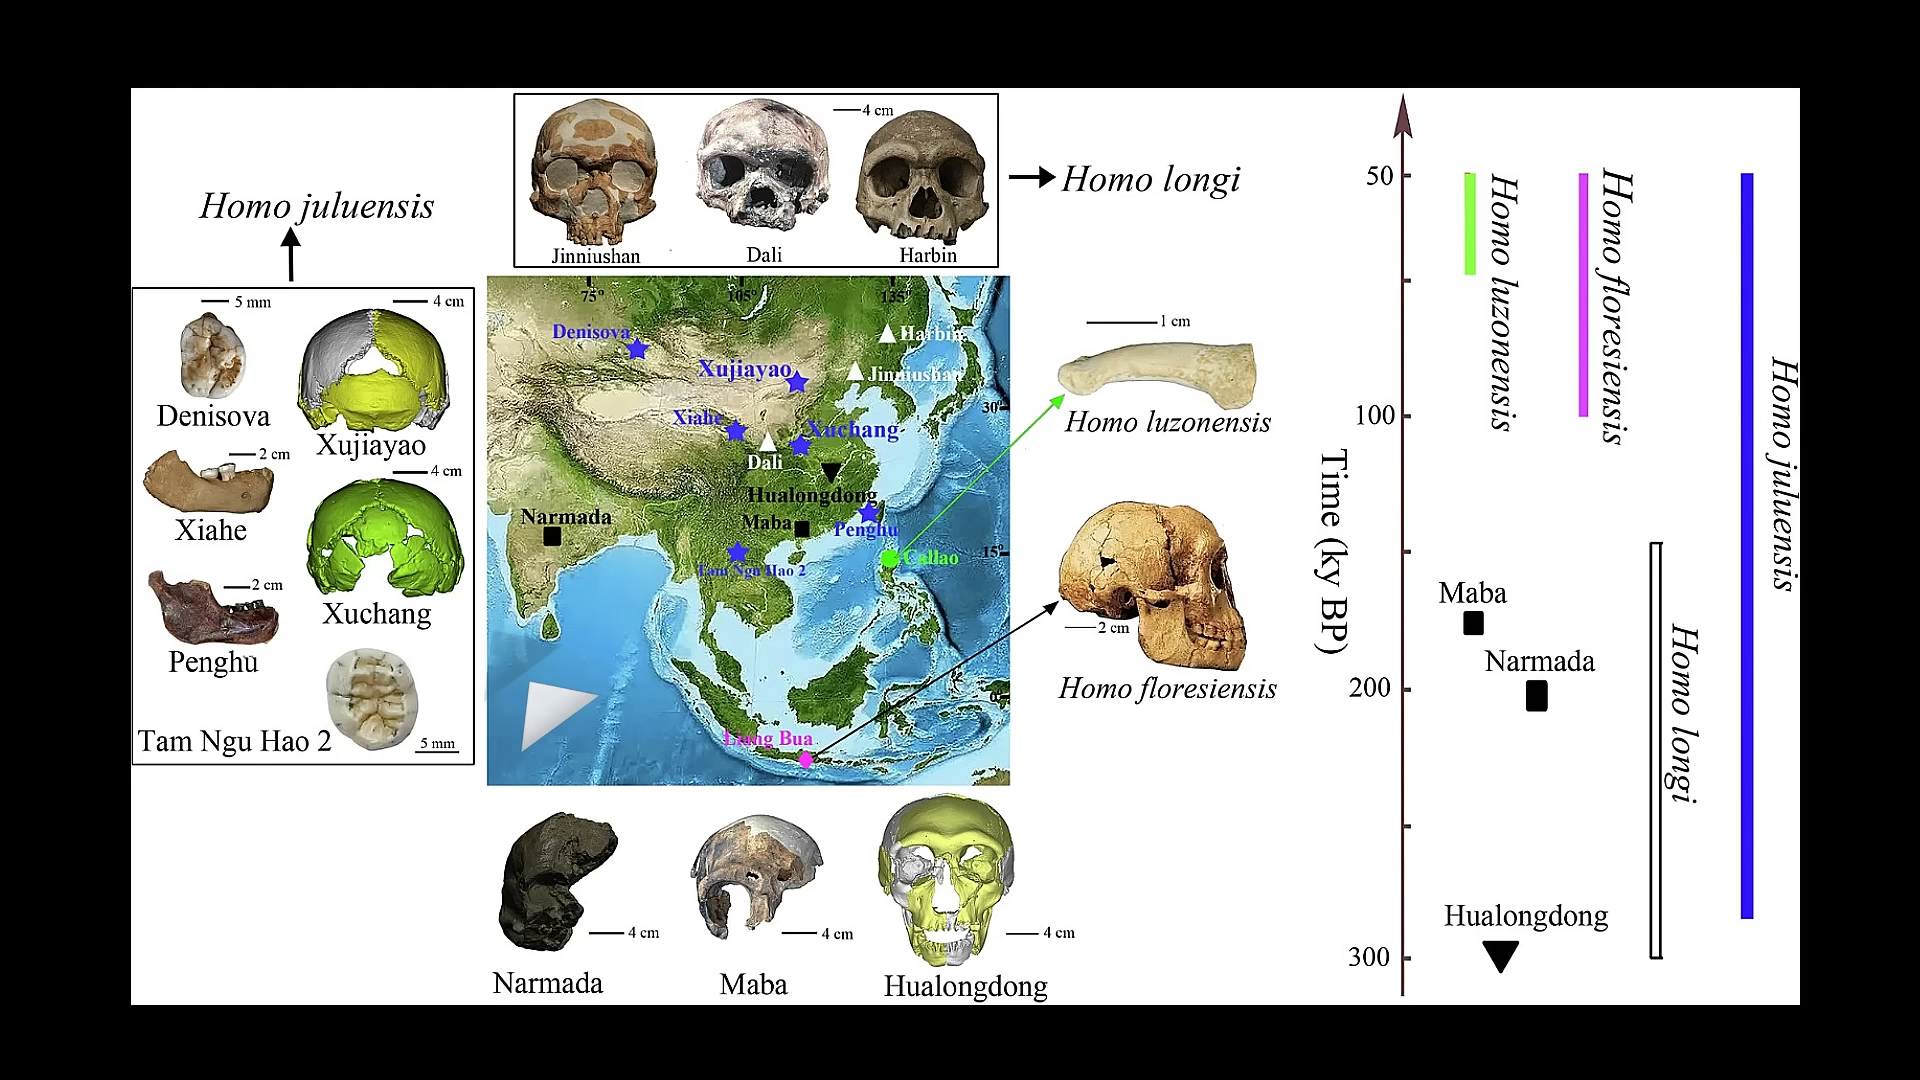 4 cm
Jinniushan
Dali
Harbin
Homo longi
Homo juluensis
5 mm
4 cm
Denisova
Xujiayao
2 cm
4 cm
Xiahe
Xuchang
2 cm
Penghu
Tam Ngu Hao 2
5 mm
75°
105°
135°
Denisova
Harbin
Xujiayao
Jinniushan
Xiahe
30°
Xuchang
Dali
Hualongdong
Narmada
Maba
Penghu
15°
Callao
Tam Ngu Hao 2
0°
Liang Bua
1 cm
Homo luzonensis
2 cm
Homo floresiensis
4 cm
Narmada
4 cm
Maba
4 cm
Hualongdong
Time (ky BP)
50
100
200
300
Homo luzonensis
Homo floresiensis
Homo juluensis
Maba
Narmada
Homo longi
Hualongdong